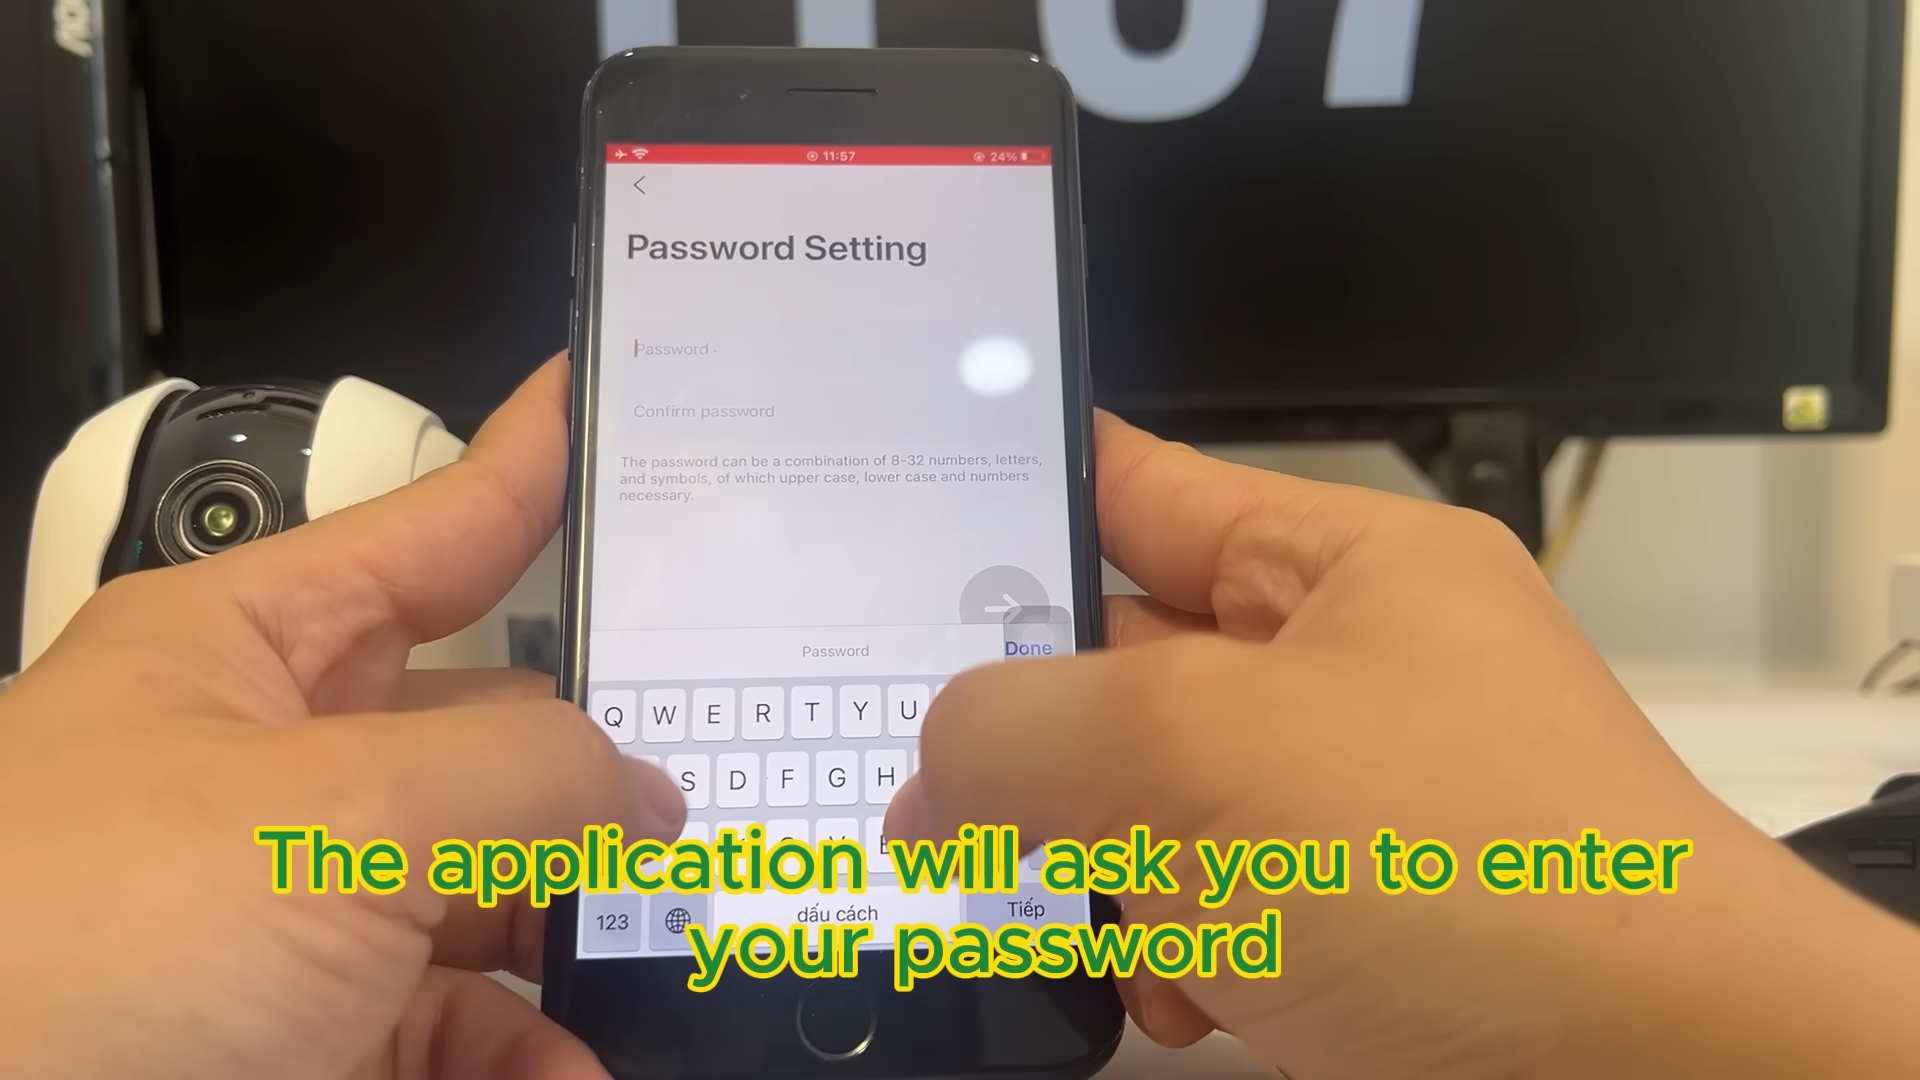 11:57
24%
Password Setting
Password
Confirm password
The password can be a combination of 8-32 numbers, letters,
and symbols, of which upper case, lower case and numbers
necessary.
Password
Done
Q W E R T Y U
S D F G H
The application will ask you to enter
your password
123
dấu cách
Tiếp